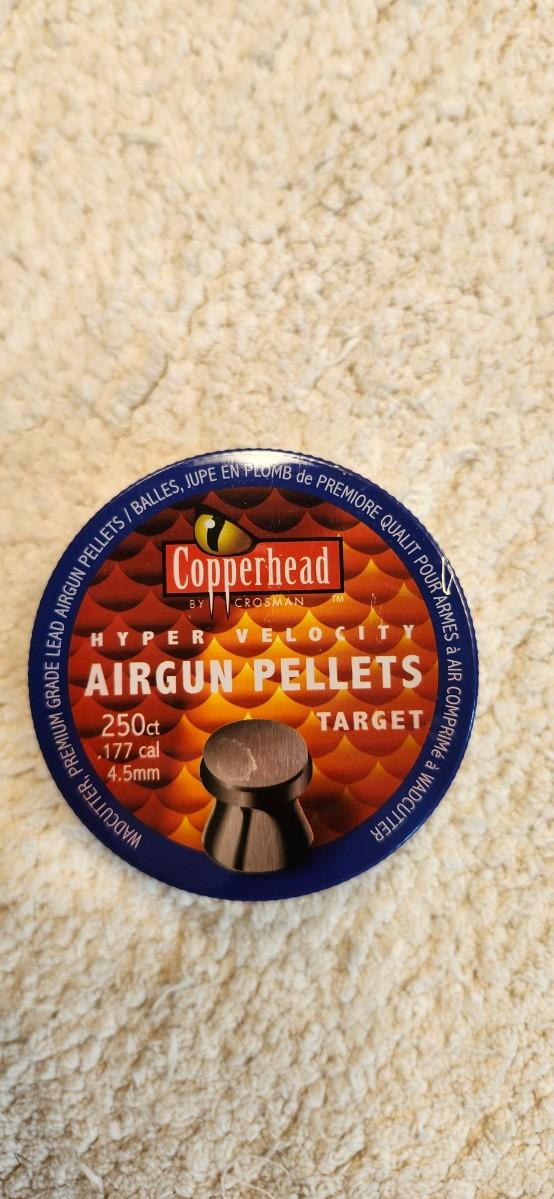 WADCUTTER, PREMIUM GRADE LEAD AIRGUN PELLETS / BALLES, JUPE EN PLOMB de PREMIORE QUALIT POUR ARMES à AIR COMPRIMé à WADCUTTER
Copperhead
BY CROSMAN TM
HYPER VELOCITY
AIRGUN PELLETS
250ct
TARGET
.177 cal
4.5mm